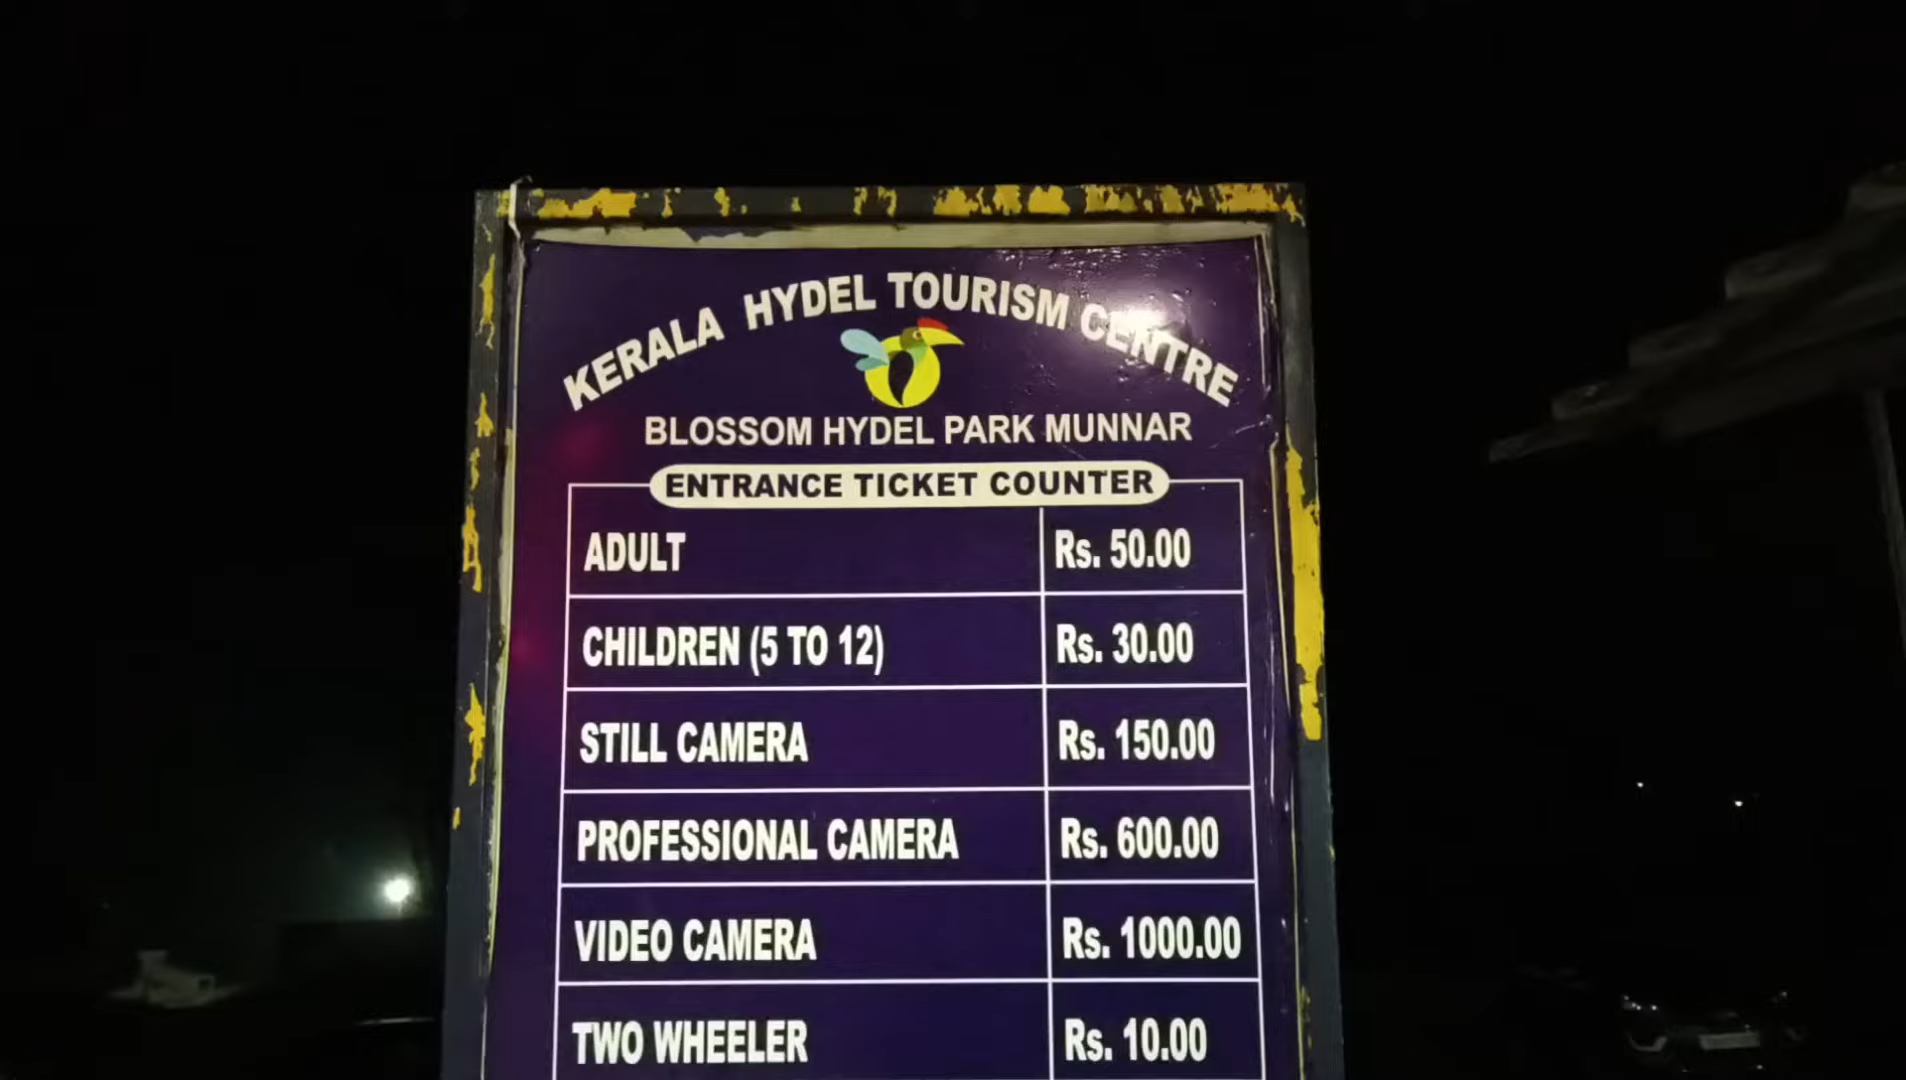 KERALA HYDEL TOURISM CENTRE
BLOSSOM HYDEL PARK MUNNAR
ENTRANCE TICKET COUNTER
ADULT Rs. 50.00
CHILDREN (5 TO 12) Rs. 30.00
STILL CAMERA Rs. 150.00
PROFESSIONAL CAMERA Rs. 600.00
VIDEO CAMERA Rs. 1000.00
TWO WHEELER Rs. 10.00